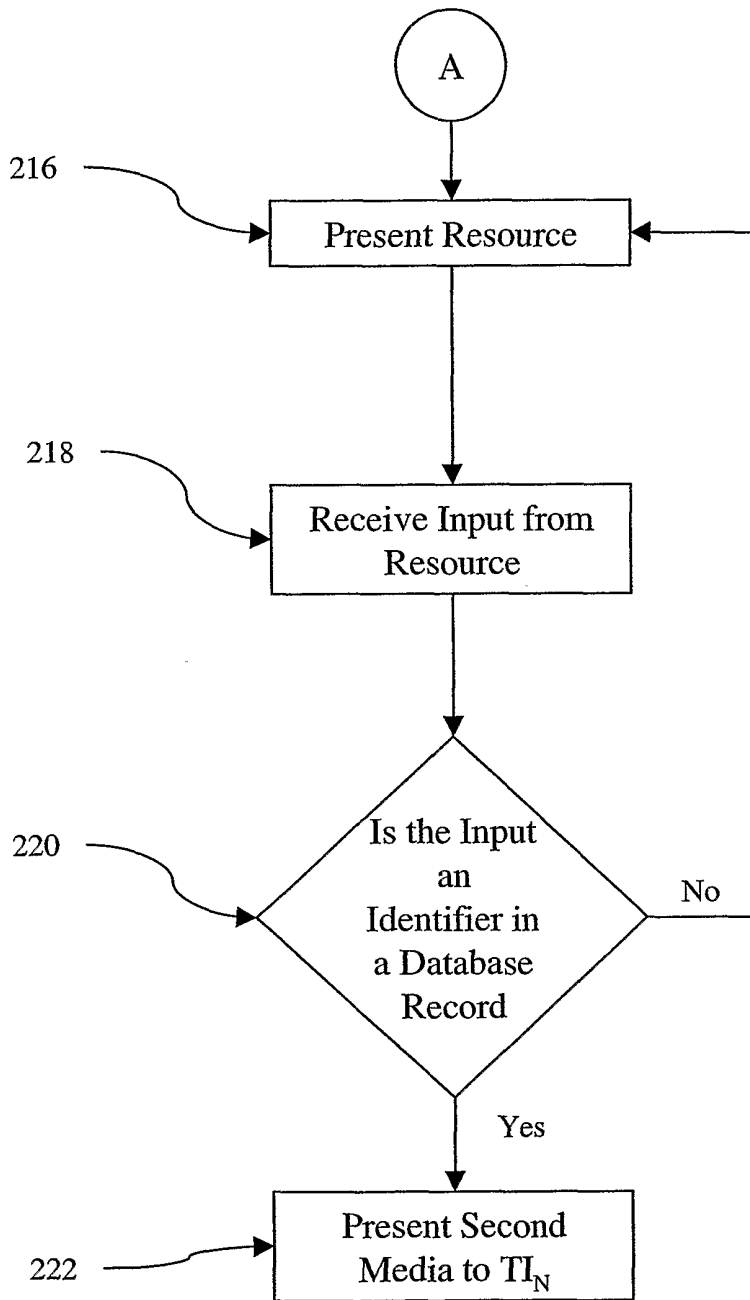 A
216
Present Resource
218
Receive Input from
Resource
220
Is the Input
an
Identifier in
a Database
Record
No
Yes
222
Present Second
Media to TI_N